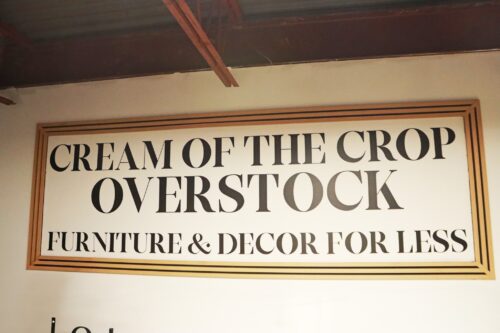 CREAM OF THE CROP
OVERSTOCK
FURNITURE & DECOR FOR LESS